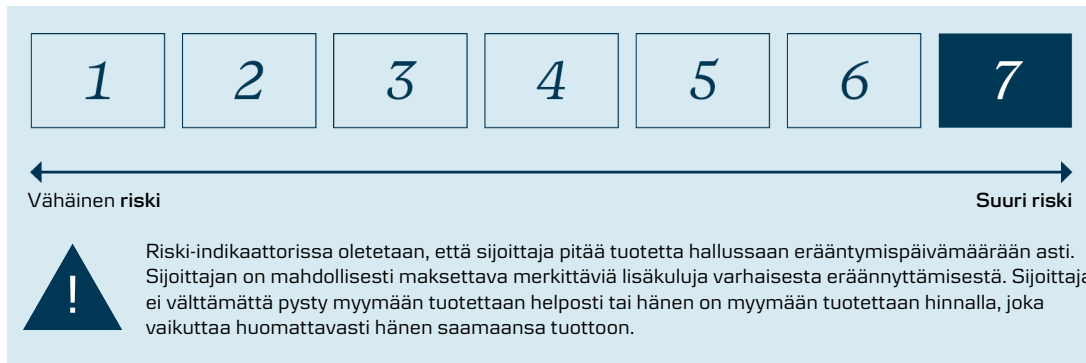 1 2 3 4 5 6 7
Vähäinen riski Suuri riski
! Riski-indikaattorissa oletetaan, että sijoittaja pitää tuotetta hallussaan erääntymispäivämäärään asti.
Sijoittajan on mahdollisesti maksettava merkittäviä lisäkuluja varhaisesta eräännyttämisestä. Sijoittaja
ei välttämättä pysty myymään tuotettaan helposti tai hänen on myymään tuotettaan hinnalla, joka
vaikuttaa huomattavasti hänen saamaansa tuottoon.